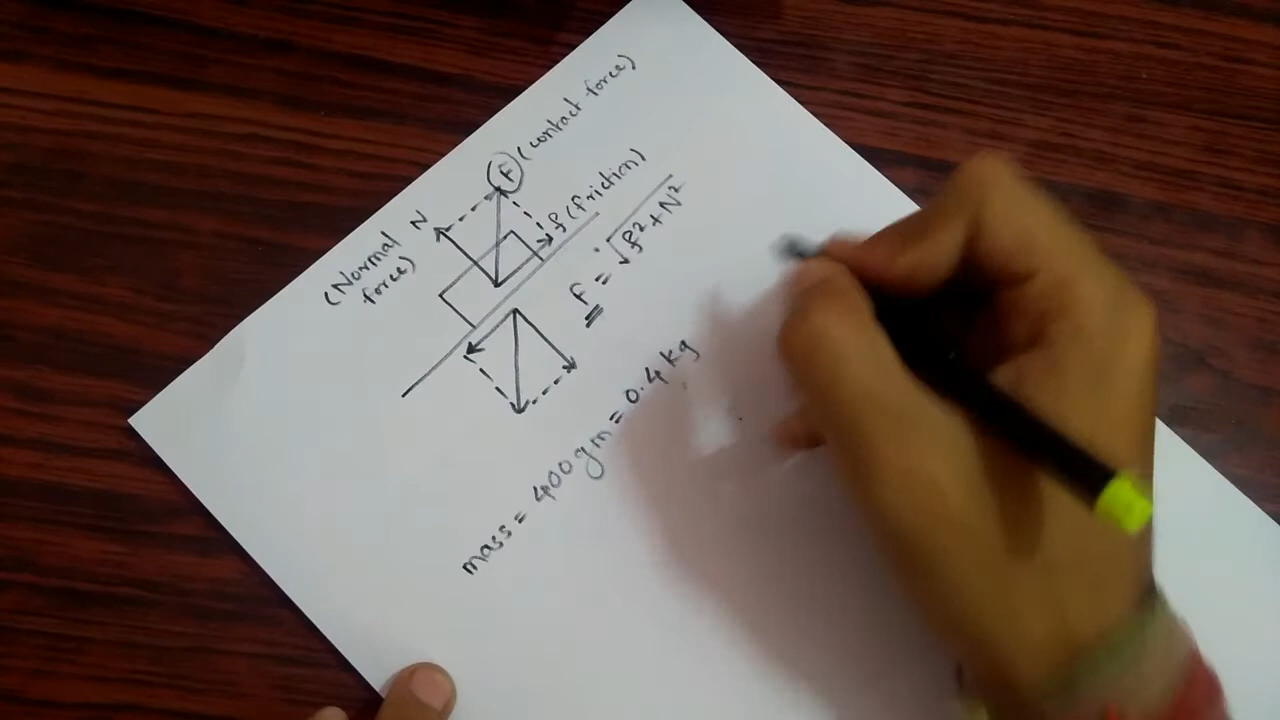 F (contact force)
N
(Normal force)
f (friction)
F = √f² + N²
mass = 400 gm = 0.4 kg